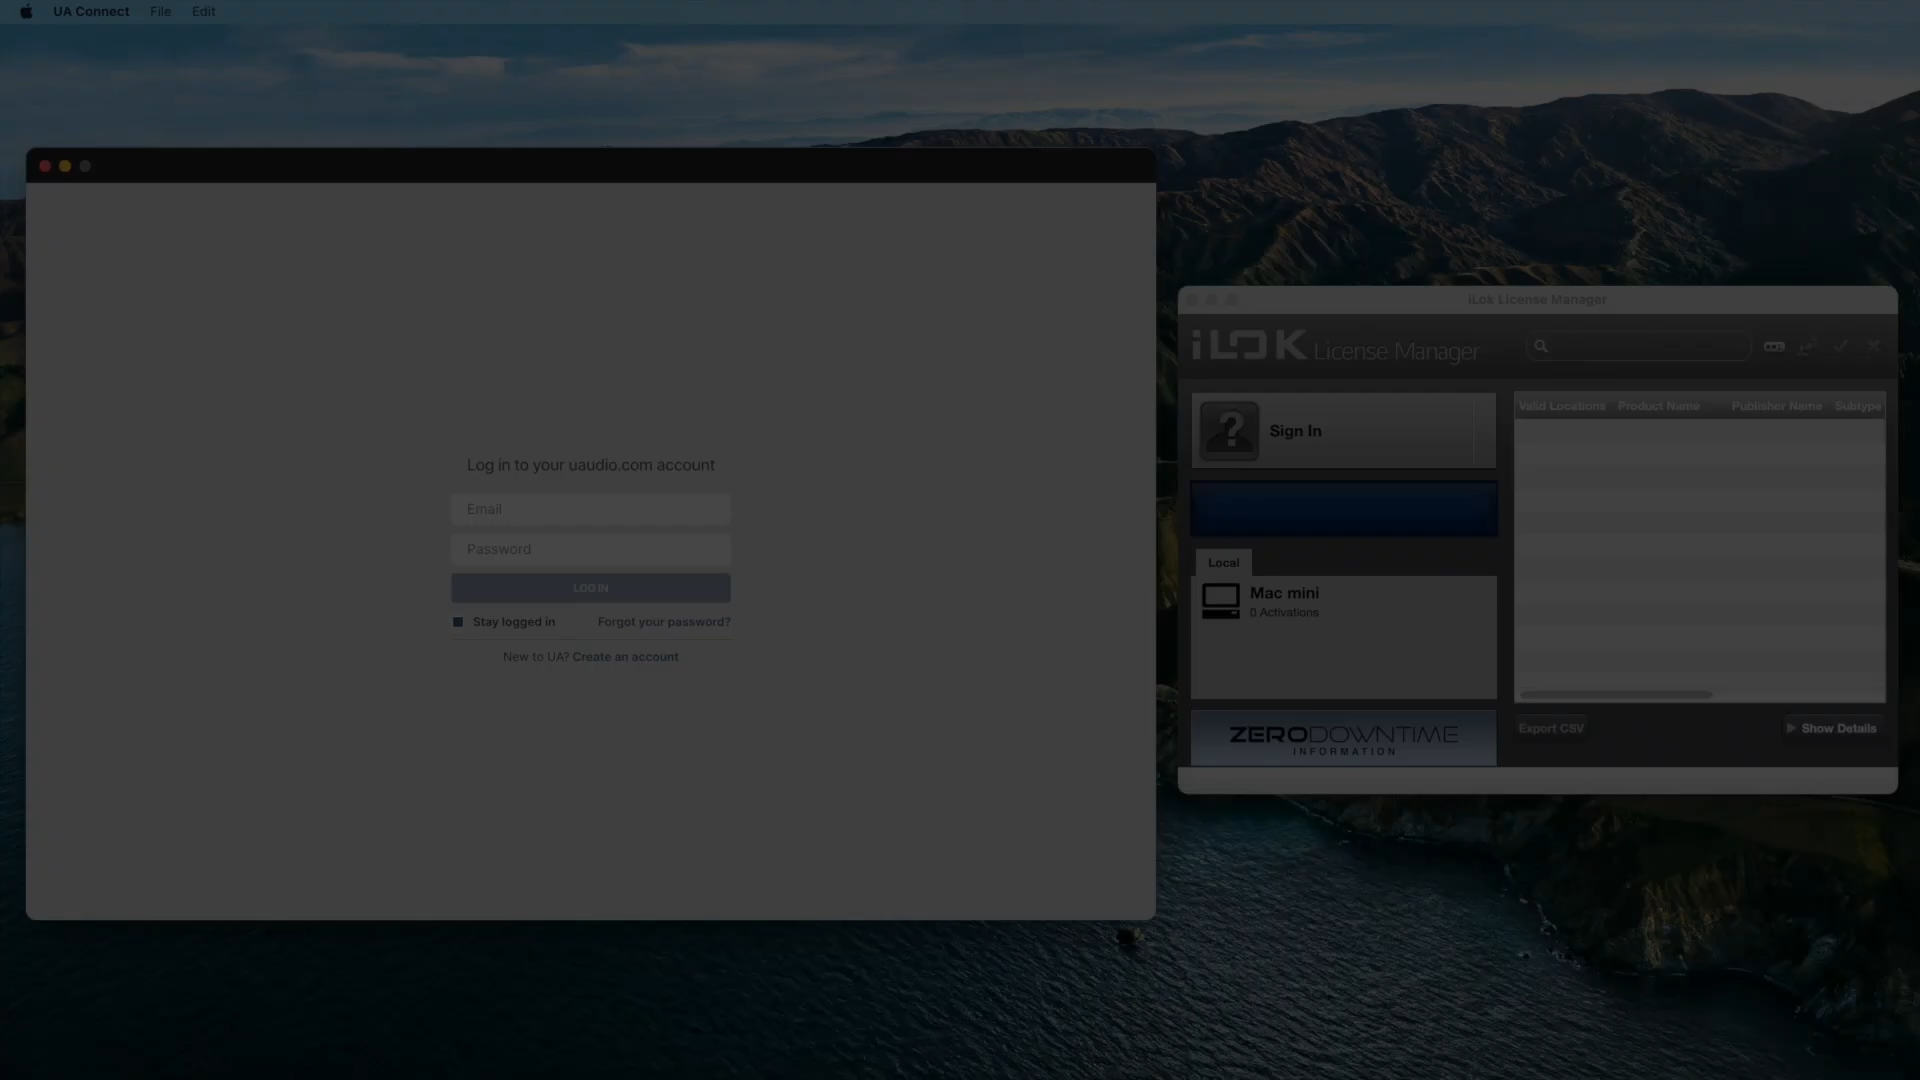 UA Connect File Edit
Log in to your uaudio.com account
Email
Password
LOG IN
Stay logged in Forgot your password?
New to UA? Create an account
iLok License Manager
iLOK License Manager
Sign In
Local
Mac mini
0 Activations
ZERODOWNTIME
INFORMATION
Valid Locations Product Name Publisher Name Subtype
Export CSV Show Details